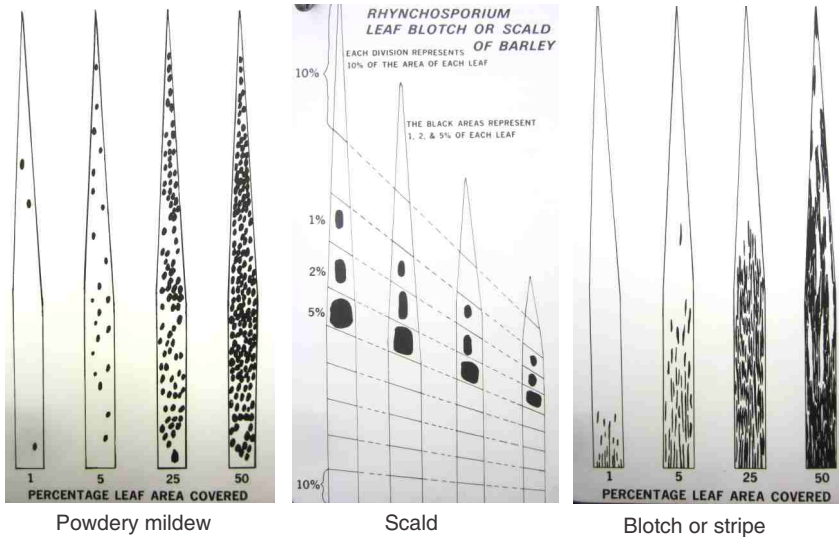 1
5
25
50
PERCENTAGE LEAF AREA COVERED
Powdery mildew
RHYNCHOSPORIUM
LEAF BLOTCH OR SCALD
OF BARLEY
EACH DIVISION REPRESENTS
10% OF THE AREA OF EACH LEAF
10%
THE BLACK AREAS REPRESENT
1, 2, & 5% OF EACH LEAF
1%
2%
5%
10%
Scald
1
5
25
50
PERCENTAGE LEAF AREA COVERED
Blotch or stripe